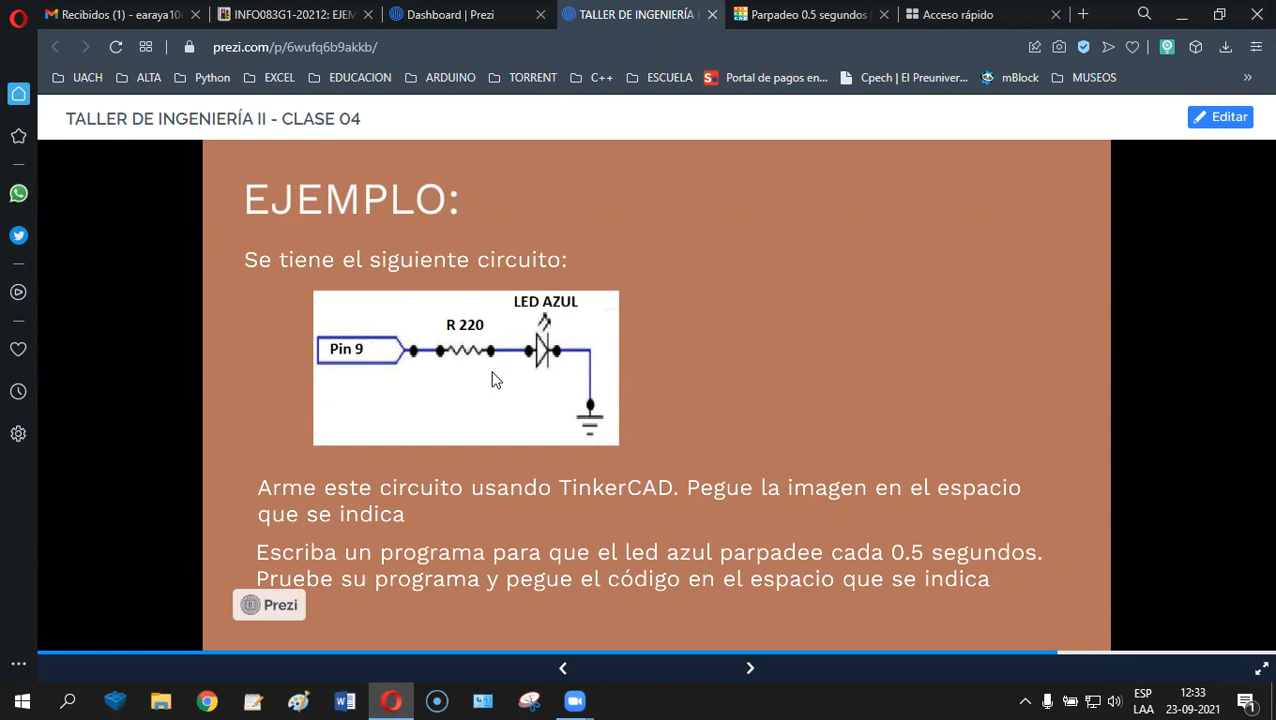 Recibidos (1) - earaya10
INFO083G1-20212: EJEM
Dashboard | Prezi
TALLER DE INGENIERÍA I
Parpadeo 0.5 segundos
Acceso rápido
prezi.com/p/6wufq6b9akkb/
UACH
ALTA
Python
EXCEL
EDUCACION
ARDUINO
TORRENT
C++
ESCUELA
Portal de pagos en...
Cpech | El Preuniver...
mBlock
MUSEOS
TALLER DE INGENIERÍA II - CLASE 04
Editar
EJEMPLO:
Se tiene el siguiente circuito:
LED AZUL
R 220
Pin 9
Arme este circuito usando TinkerCAD. Pegue la imagen en el espacio
que se indica
Escriba un programa para que el led azul parpadee cada 0.5 segundos.
Pruebe su programa y pegue el código en el espacio que se indica
Prezi
ESP
LAA
12:33
23-09-2021
1